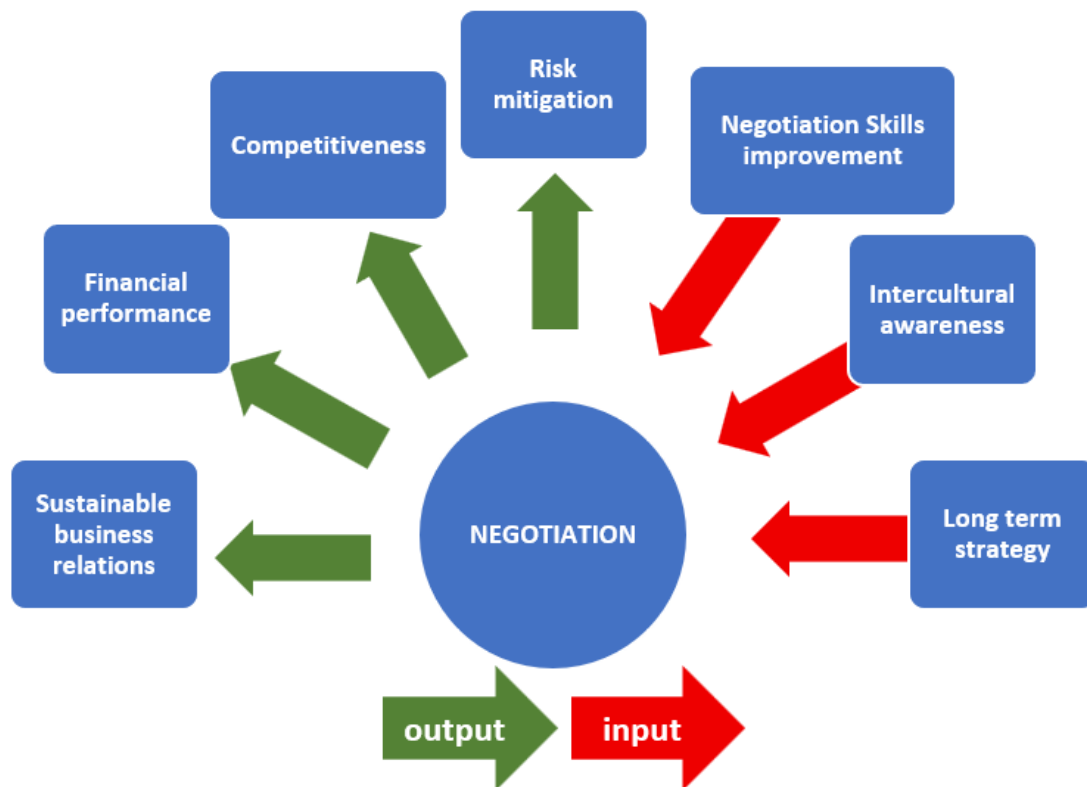 Risk
mitigation
Competitiveness
Negotiation Skills
improvement
Financial
performance
Intercultural
awareness
Sustainable
business
relations
NEGOTIATION
Long term
strategy
output
input